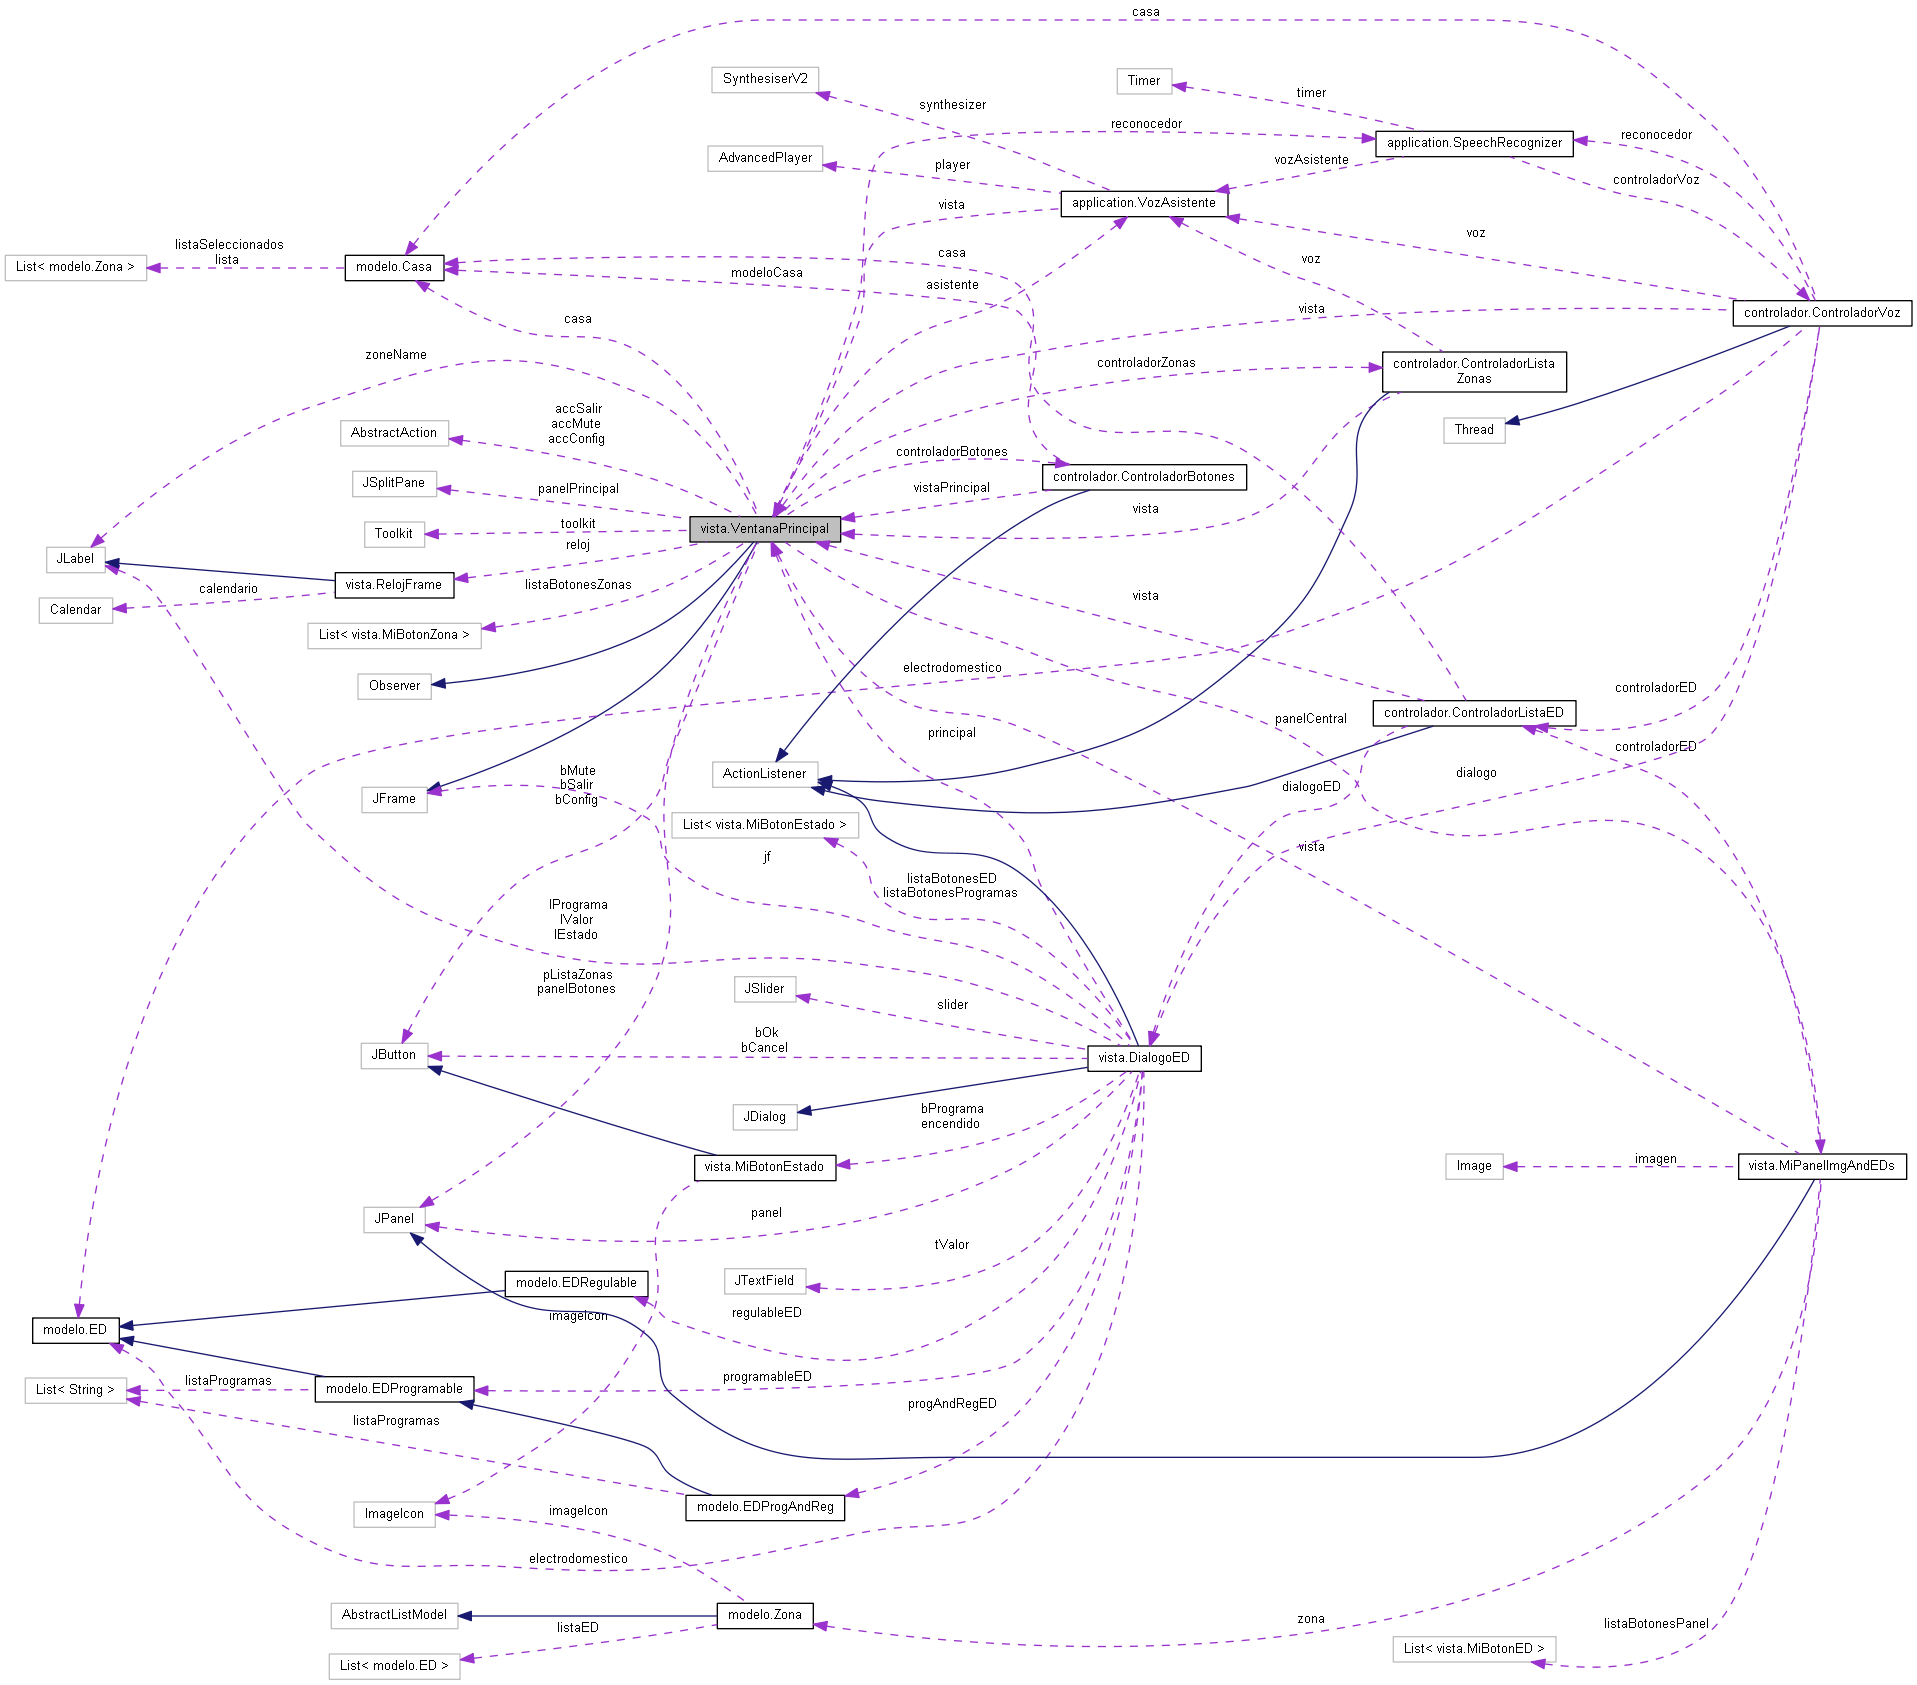 casa
SynthesiserV2
Timer
timer
synthesizer
reconocedor
reconocedor
application.SpeechRecognizer
AdvancedPlayer
player
vozAsistente
controladorVoz
application.VozAsistente
vista
voz
listaSeleccionados
lista
List< modelo.Zona >
modelo.Casa
casa
modeloCasa
voz
asistente
casa
vista
controlador.ControladorVoz
zoneName
controladorZonas
controlador.ControladorLista
Zonas
accSalir
accMute
accConfig
AbstractAction
Thread
controladorBotones
JSplitPane
panelPrincipal
vistaPrincipal
controlador.ControladorBotones
vista
toolkit
Toolkit
vista.VentanaPrincipal
reloj
JLabel
vista.RelojFrame
listaBotonesZonas
calendario
Calendar
vista
List< vista.MiBotonZona >
electrodomestico
Observer
controladorED
controlador.ControladorListaED
panelCentral
principal
controladorED
bMute
bSalir
bConfig
ActionListener
dialogo
dialogoED
JFrame
List< vista.MiBotonEstado >
vista
jf
listaBotonesED
listaBotonesProgramas
lPrograma
lValor
lEstado
pListaZonas
panelBotones
JSlider
slider
bOk
bCancel
JButton
vista.DialogoED
JDialog
bPrograma
encendido
vista.MiBotonEstado
Image
imagen
vista.MiPanelImgAndEDs
JPanel
panel
tValor
modelo.EDRegulable
JTextField
imageIcon
regulableED
modelo.ED
List< String >
listaProgramas
modelo.EDProgramable
programableED
progAndRegED
listaProgramas
modelo.EDProgAndReg
ImageIcon
imageIcon
electrodomestico
AbstractListModel
modelo.Zona
zona
listaED
listaBotonesPanel
List< modelo.ED >
List< vista.MiBotonED >